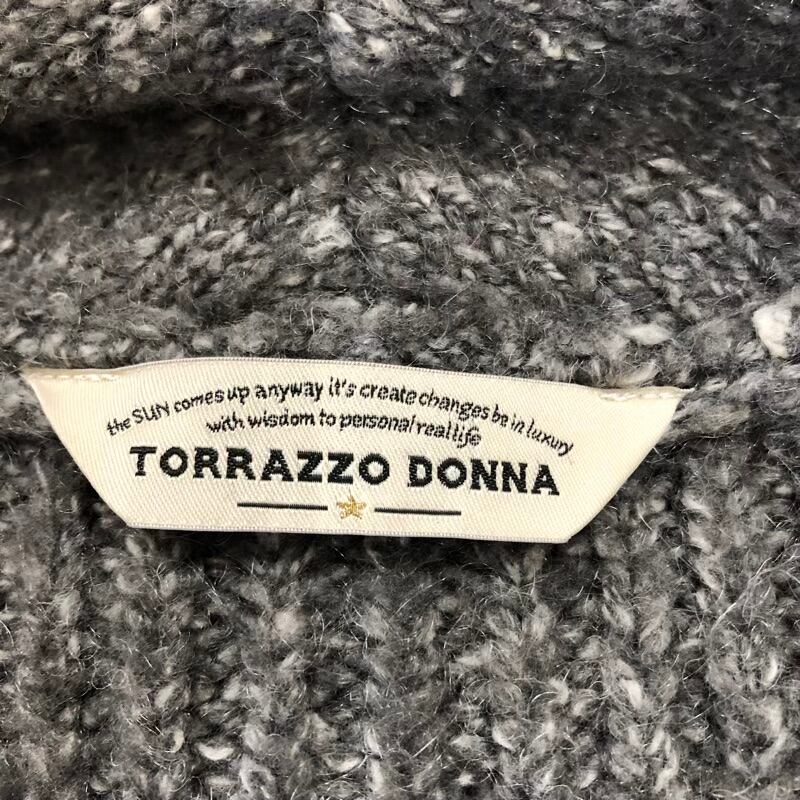 the SUN comes up anyway it's create changes be in luxury
with wisdom to personal real life
TORRAZZO DONNA